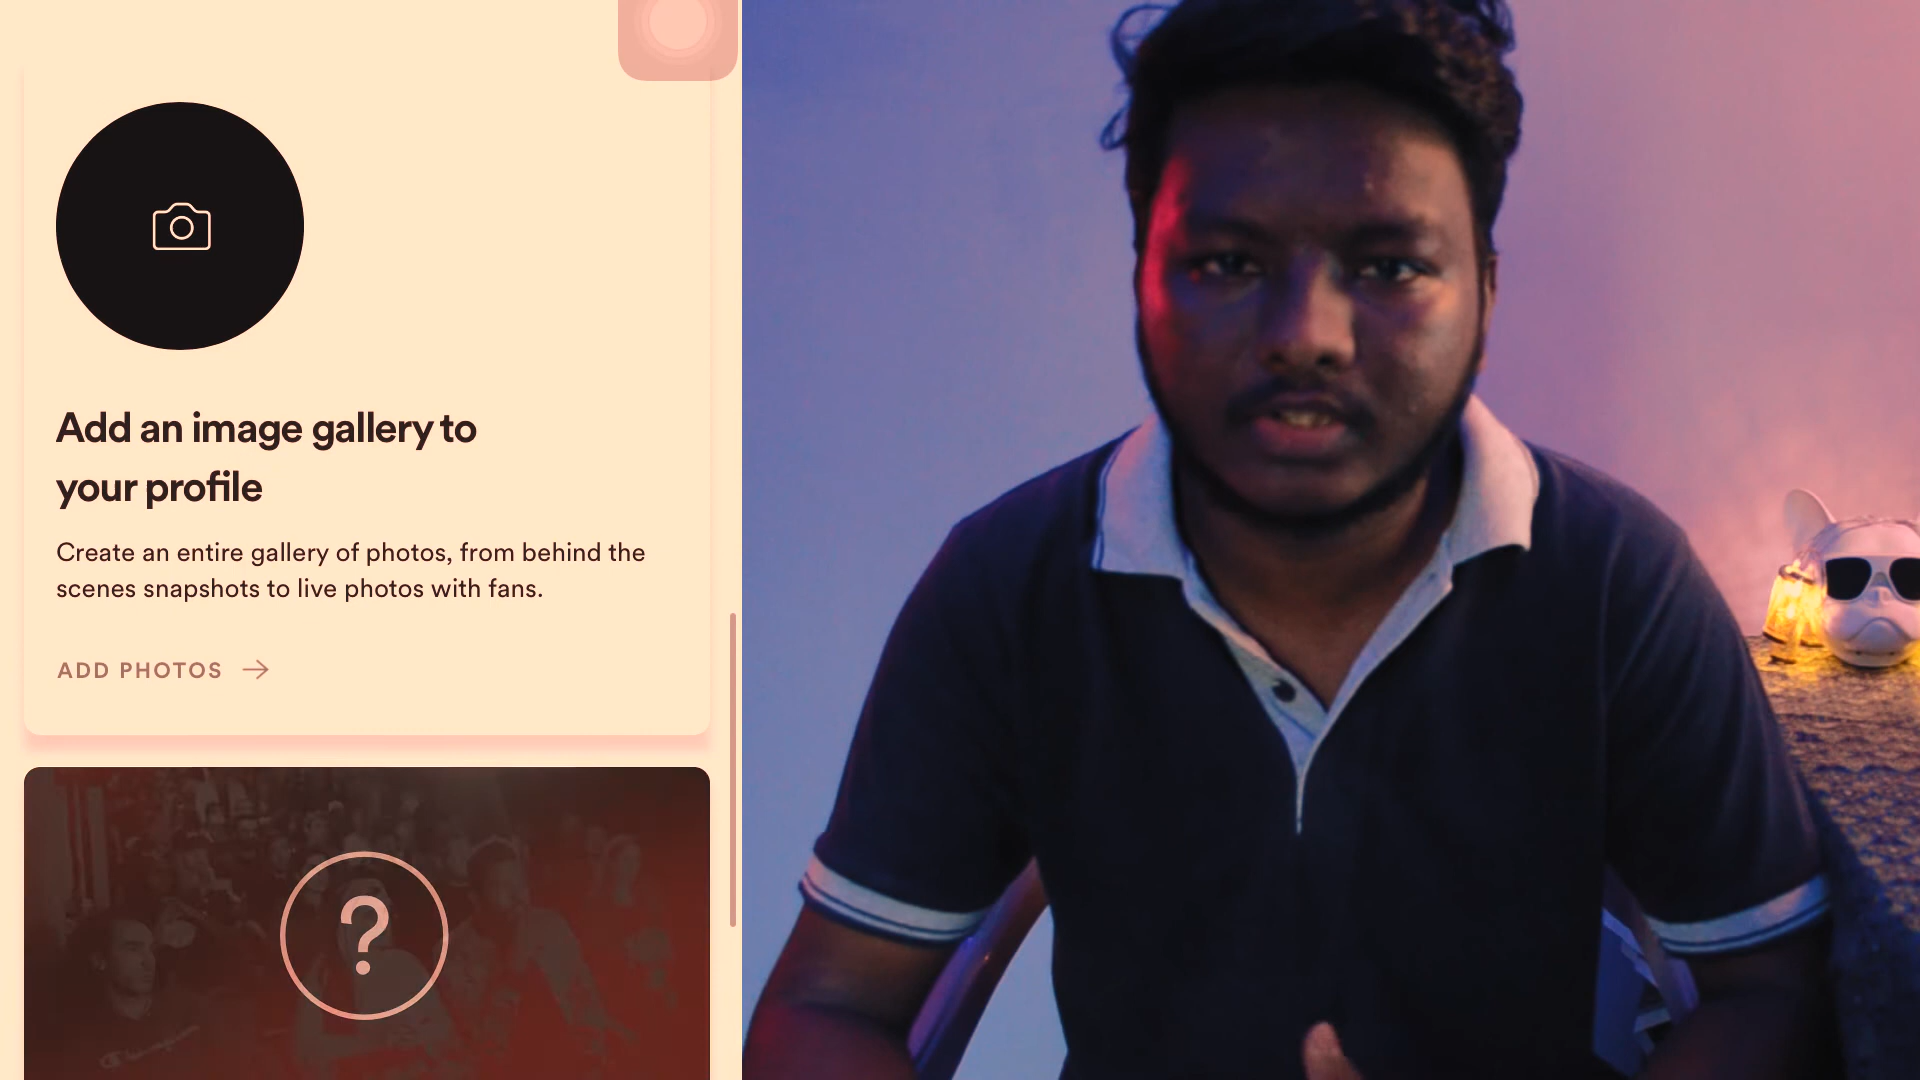 Add an image gallery to
your profile
Create an entire gallery of photos, from behind the
scenes snapshots to live photos with fans.
ADD PHOTOS →
?
Champion